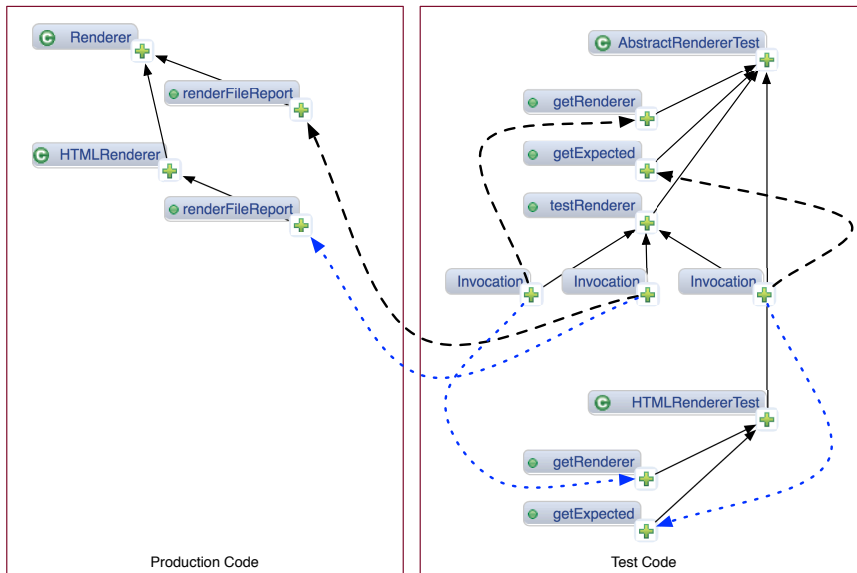 Renderer
renderFileReport
HTMLRenderer
renderFileReport
Production Code
AbstractRendererTest
getRenderer
getExpected
testRenderer
Invocation
Invocation
Invocation
HTMLRendererTest
getRenderer
getExpected
Test Code